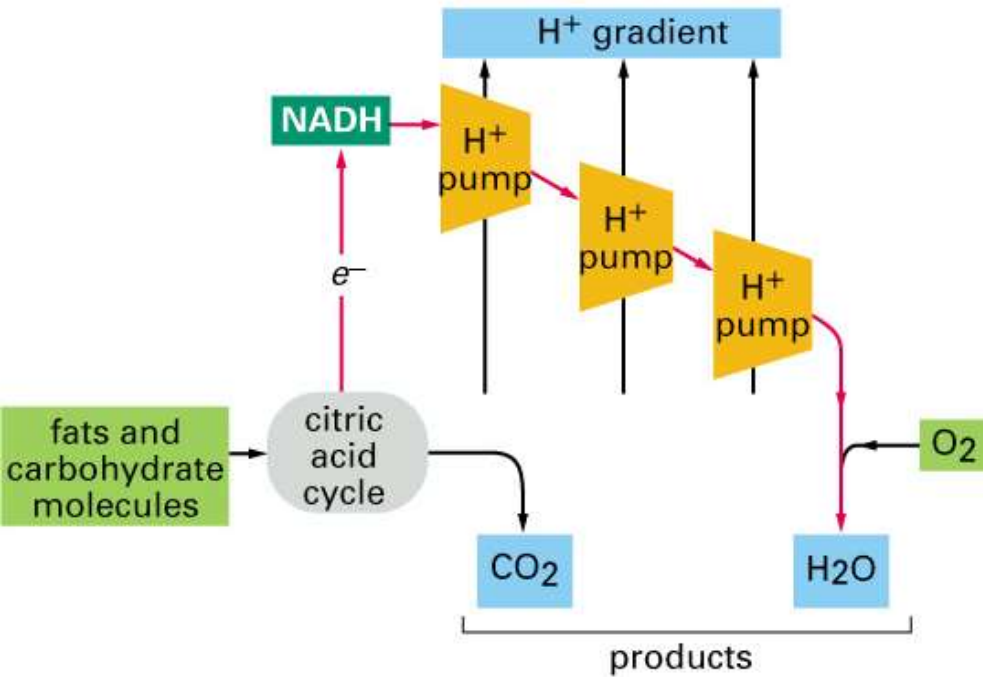 H⁺ gradient
NADH
H⁺
pump
H⁺
pump
H⁺
pump
e⁻
fats and
carbohydrate
molecules
citric
acid
cycle
O₂
CO₂
H₂O
products